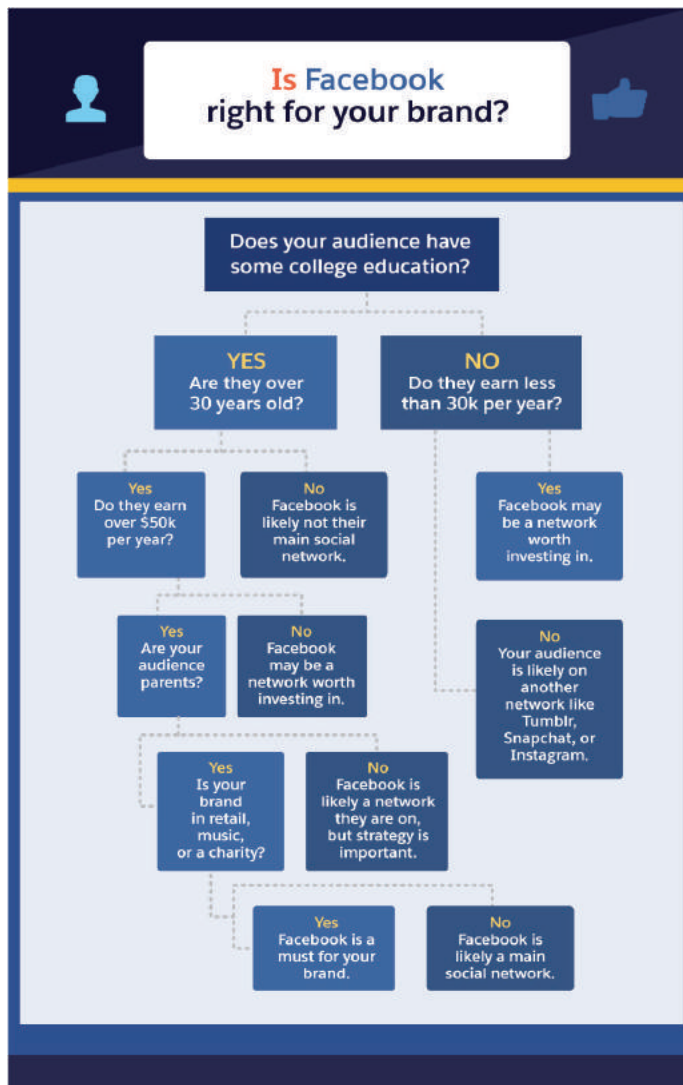 Is Facebook
right for your brand?
Does your audience have
some college education?
YES
Are they over
30 years old?
NO
Do they earn less
than 30k per year?
Yes
Do they earn
over $50k
per year?
No
Facebook is
likely not their
main social
network.
Yes
Facebook may
be a network
worth
investing in.
Yes
Are your
audience
parents?
No
Facebook
may be a
network worth
investing in.
No
Your audience
is likely on
another
network like
Tumblr,
Snapchat, or
Instagram.
Yes
Is your
brand
in retail,
music,
or a charity?
No
Facebook is
likely a network
they are on,
but strategy is
important.
Yes
Facebook is a
must for your
brand.
No
Facebook is
likely a main
social network.